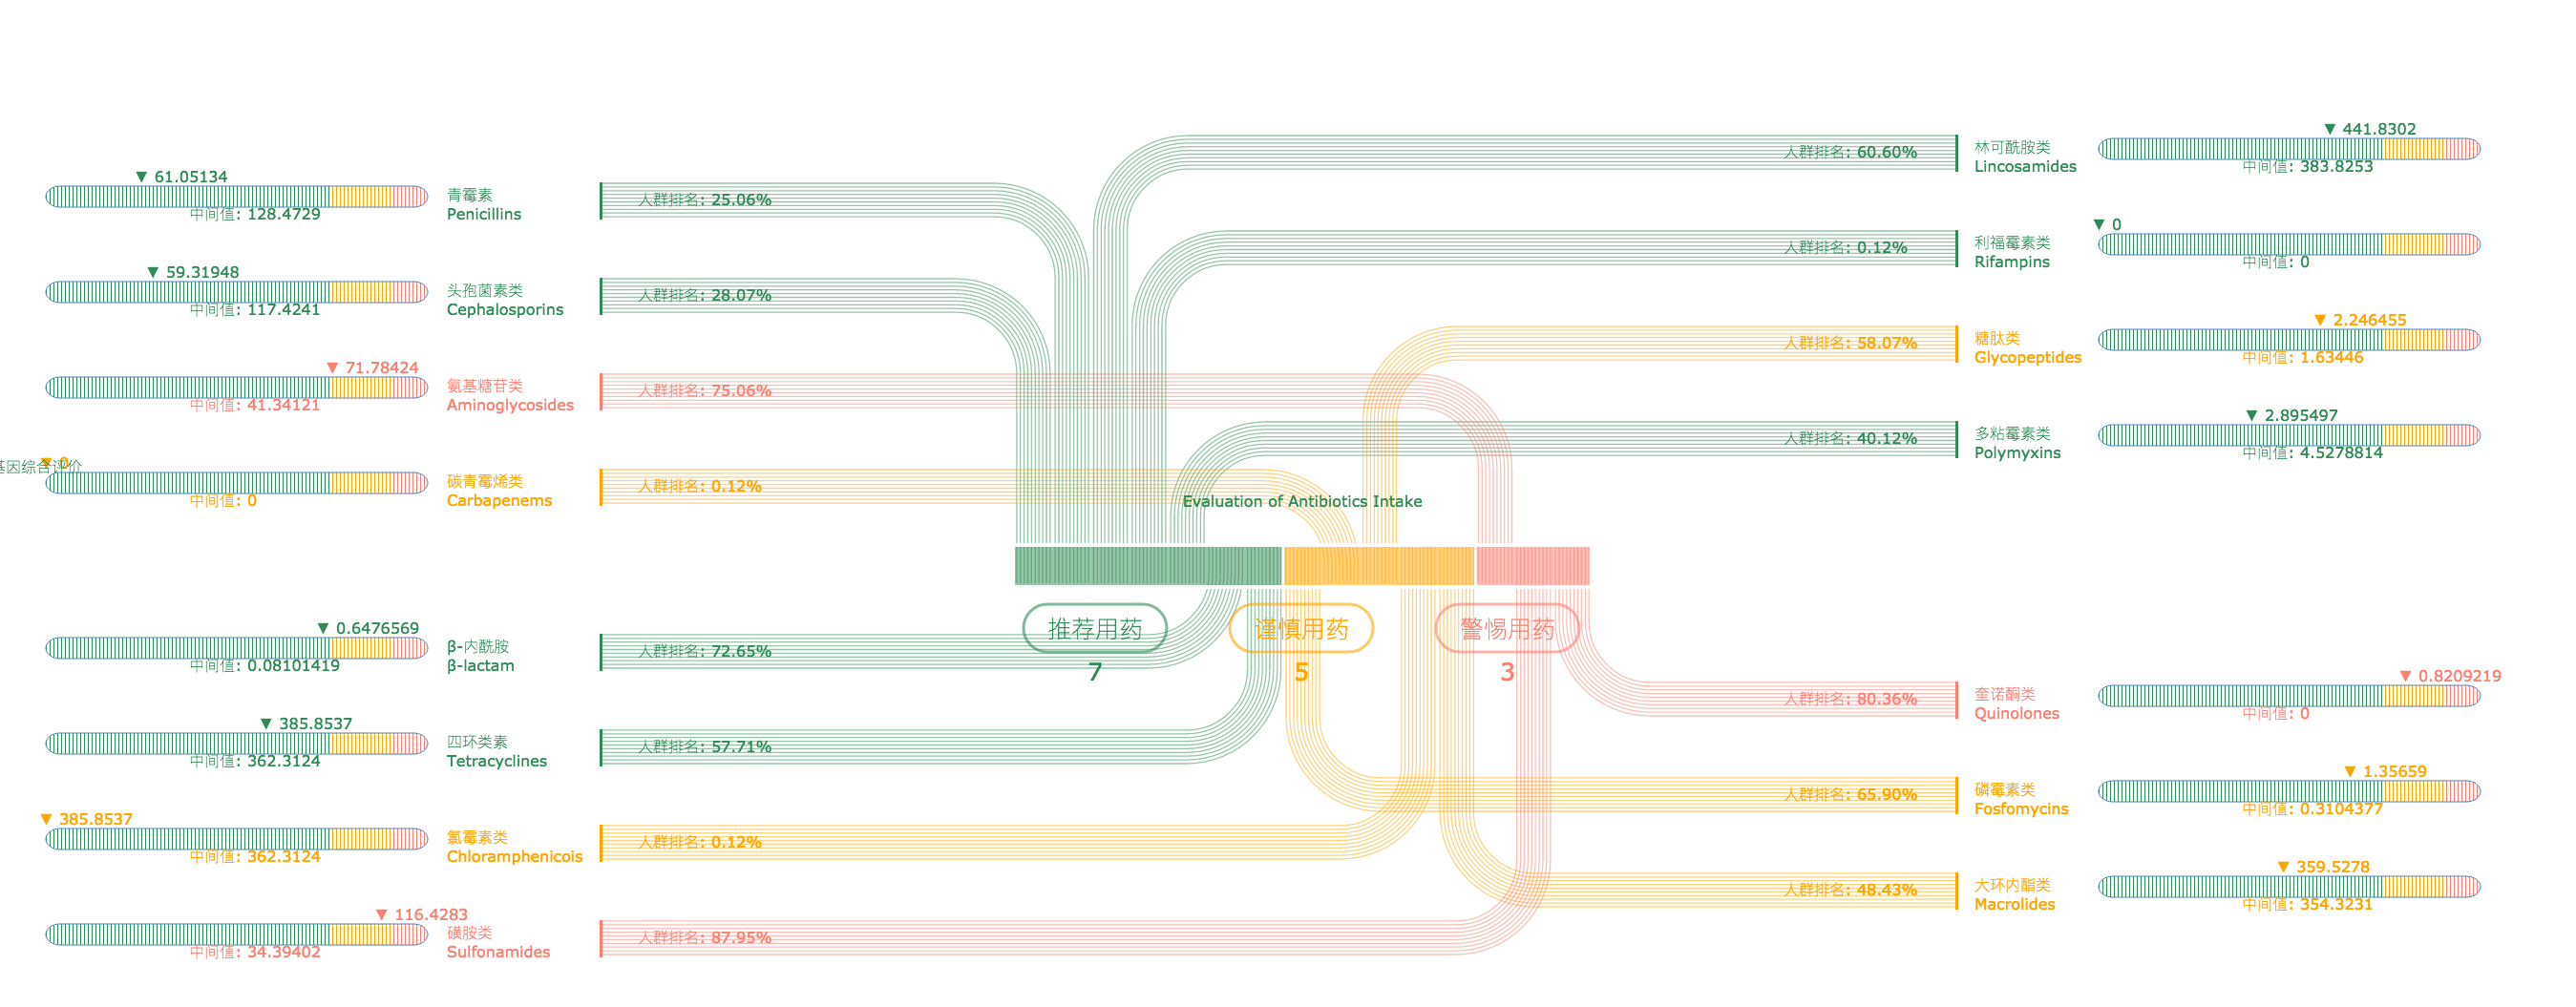 ▼ 61.05134
中间值: 128.4729
青霉素
Penicillins
人群排名: 25.06%
▼ 59.31948
中间值: 117.4241
头孢菌素类
Cephalosporins
人群排名: 28.07%
▼ 71.78424
中间值: 41.34121
氨基糖苷类
Aminoglycosides
人群排名: 75.06%
基因综合评价
▼ 0
中间值: 0
碳青霉烯类
Carbapenems
人群排名: 0.12%
人群排名: 60.60%
林可酰胺类
Lincosamides
▼ 441.8302
中间值: 383.8253
人群排名: 0.12%
利福霉素类
Rifampins
▼ 0
中间值: 0
人群排名: 58.07%
糖肽类
Glycopeptides
▼ 2.246455
中间值: 1.63446
人群排名: 40.12%
多粘霉素类
Polymyxins
▼ 2.895497
中间值: 4.5278814
Evaluation of Antibiotics Intake
推荐用药
7
谨慎用药
5
警惕用药
3
▼ 0.6476569
中间值: 0.08101419
β-内酰胺
β-lactam
人群排名: 72.65%
▼ 385.8537
中间值: 362.3124
四环类素
Tetracyclines
人群排名: 57.71%
▼ 385.8537
中间值: 362.3124
氯霉素类
Chloramphenicois
人群排名: 0.12%
▼ 116.4283
中间值: 34.39402
磺胺类
Sulfonamides
人群排名: 87.95%
人群排名: 80.36%
奎诺酮类
Quinolones
▼ 0.8209219
中间值: 0
人群排名: 65.90%
磷霉素类
Fosfomycins
▼ 1.35659
中间值: 0.3104377
人群排名: 48.43%
大环内酯类
Macrolides
▼ 359.5278
中间值: 354.3231